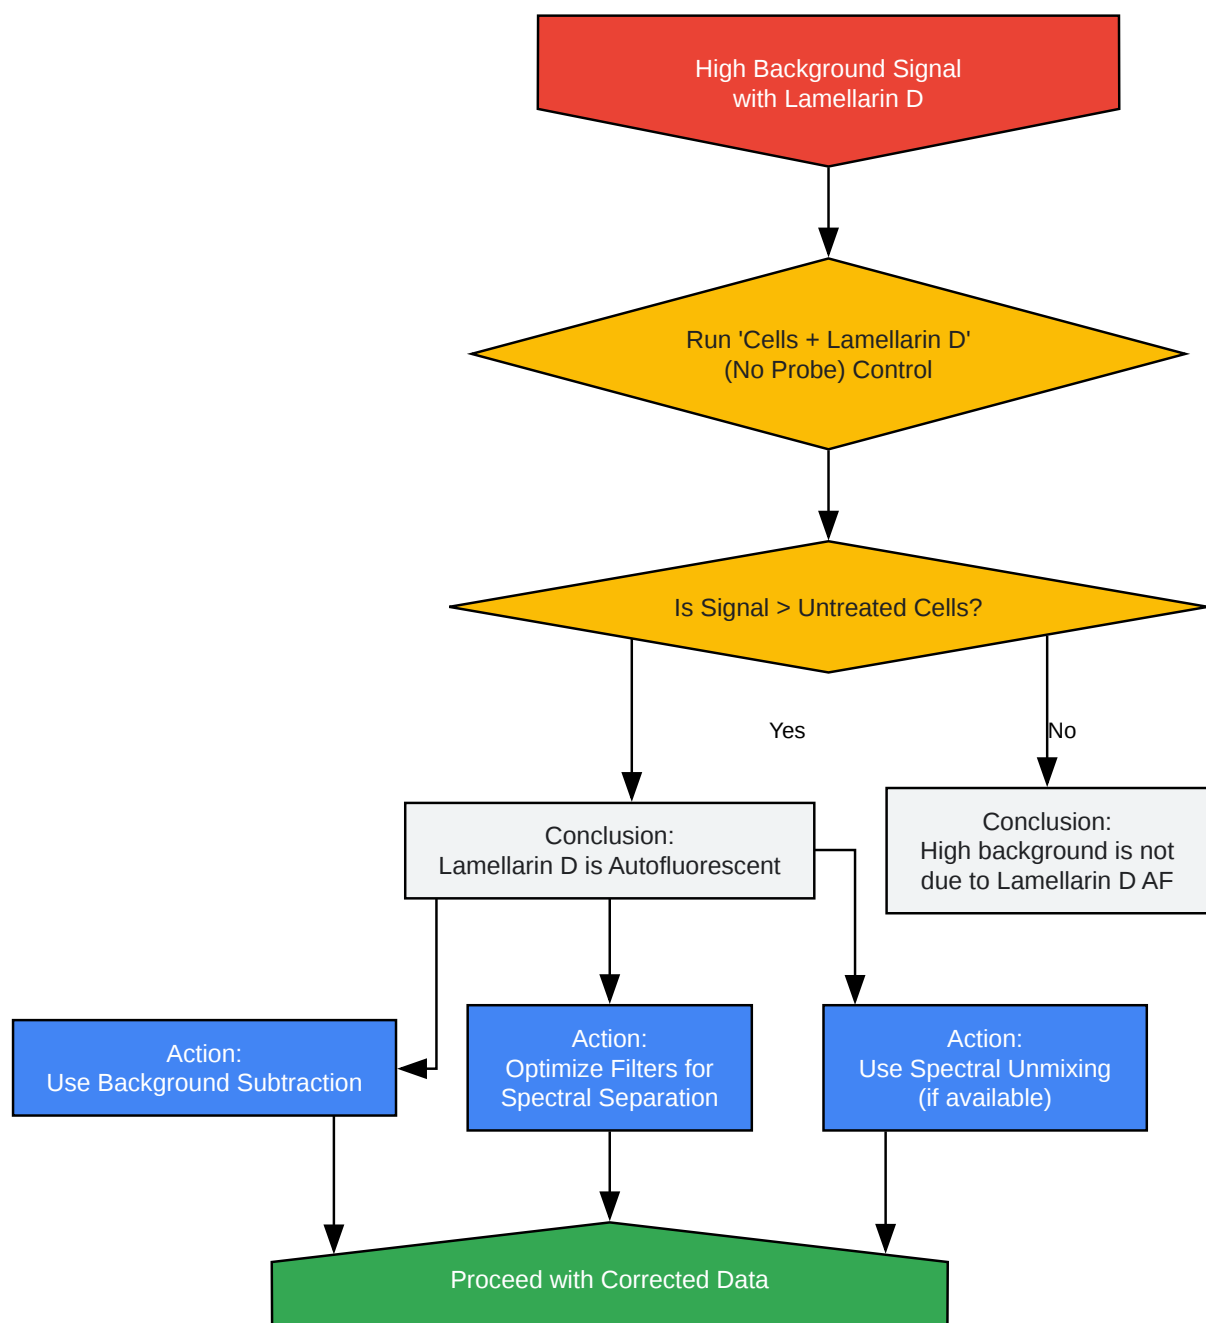 High Background Signal
with Lamellarin D
Run 'Cells + Lamellarin D'
(No Probe) Control
Is Signal > Untreated Cells?
Yes
No
Conclusion:
Lamellarin D is Autofluorescent
Conclusion:
High background is not
due to Lamellarin D AF
Action:
Use Background Subtraction
Action:
Optimize Filters for
Spectral Separation
Action:
Use Spectral Unmixing
(if available)
Proceed with Corrected Data